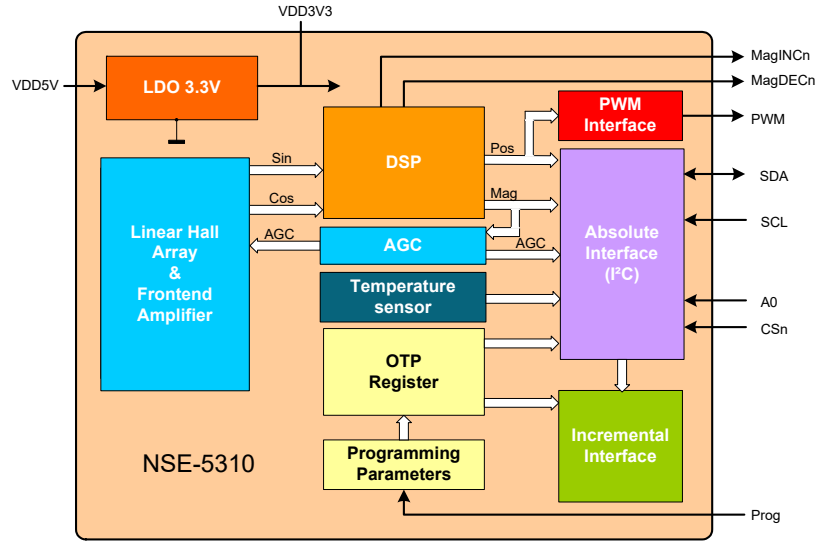 VDD3V3
VDD5V
LDO 3.3V
MagINCn
MagDECn
PWM
Interface
PWM
DSP
Sin
Cos
Pos
Mag
AGC
AGC
AGC
Linear Hall
Array
&
Frontend
Amplifier
Temperature
sensor
Absolute
Interface
(I²C)
SDA
SCL
A0
CSn
OTP
Register
Programming
Parameters
Incremental
Interface
NSE-5310
Prog